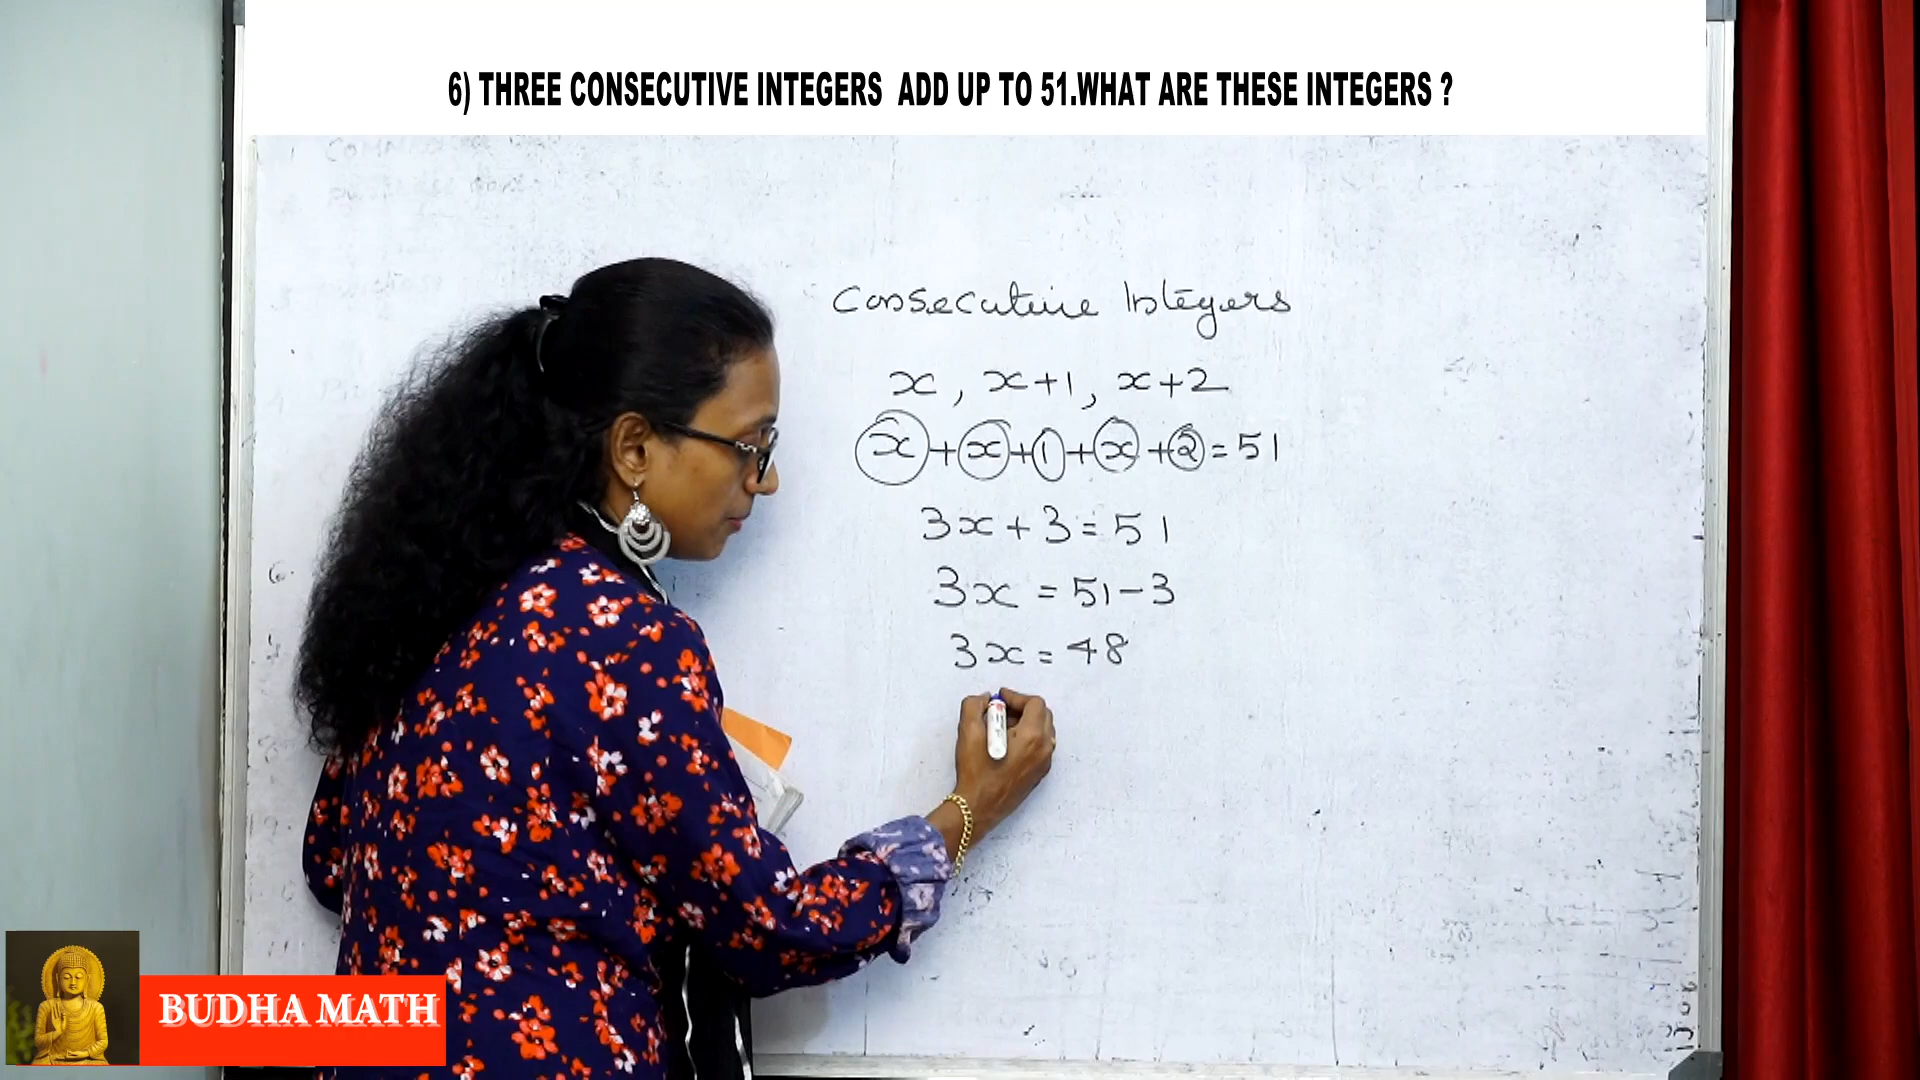 6) THREE CONSECUTIVE INTEGERS ADD UP TO 51.WHAT ARE THESE INTEGERS ?
Consecutive Integers
x, x+1, x+2
x+x+1+x+2=51
3x+3=51
3x=51-3
3x=48
6.
BUDHA MATH